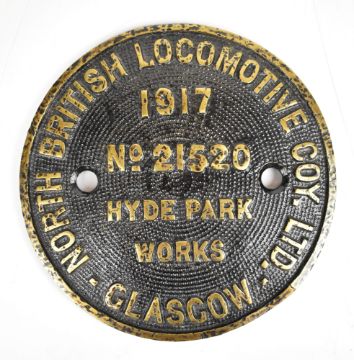 NORTH BRITISH LOCOMOTIVE COY. LTD.
1917
No 21520
HYDE PARK
WORKS
- GLASGOW -